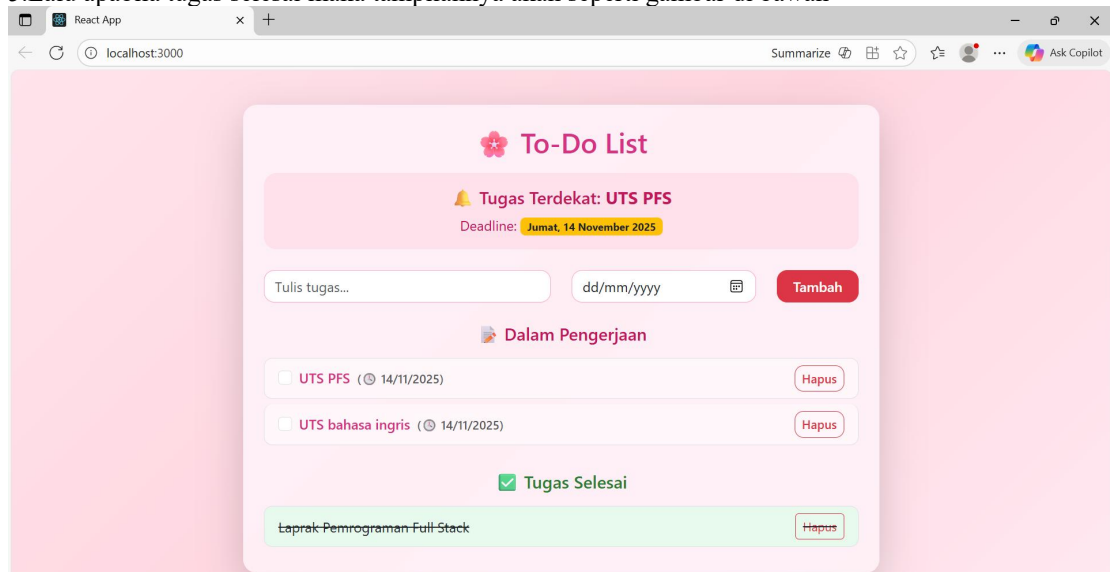 React App
localhost:3000
Summarize
Ask Copilot
To-Do List
Tugas Terdekat: UTS PFS
Deadline: Jumat, 14 November 2025
Tulis tugas...
dd/mm/yyyy
Tambah
Dalam Pengerjaan
UTS PFS (🕒 14/11/2025)
Hapus
UTS bahasa ingris (🕒 14/11/2025)
Hapus
Tugas Selesai
Laprak Pemrograman Full Stack
Hapus